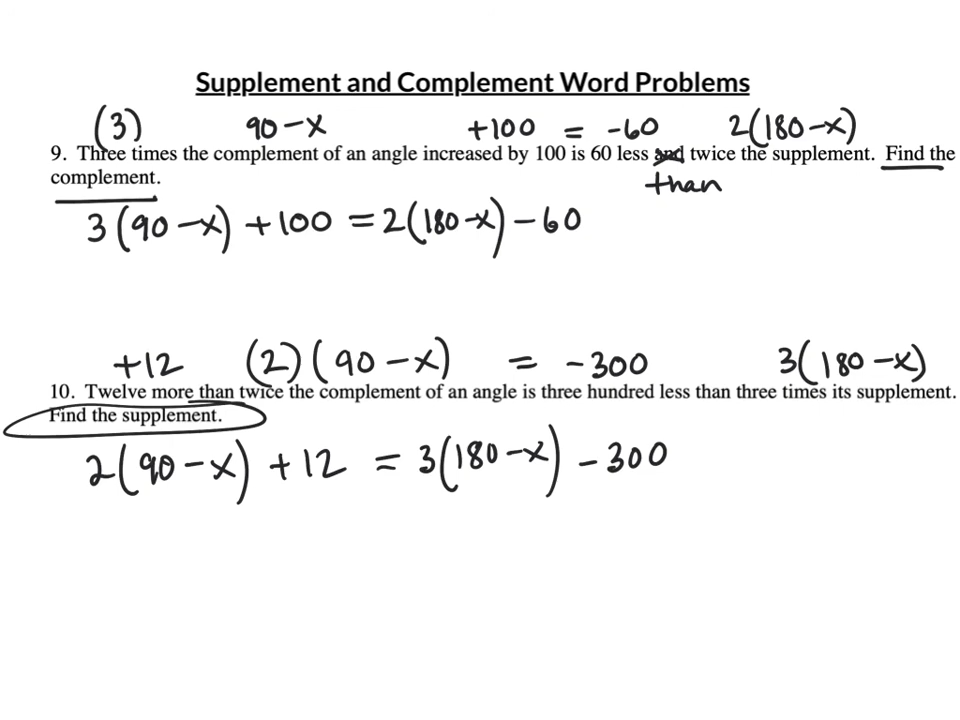 Supplement and Complement Word Problems
(3) 90-x +100 = -60 2(180-x)
9. Three times the complement of an angle increased by 100 is 60 less and twice the supplement. Find the
complement. than
3(90-x) +100 = 2(180-x) -60
+12 (2)(90-x) = -300 3(180-x)
10. Twelve more than twice the complement of an angle is three hundred less than three times its supplement.
Find the supplement.
2(90-x) +12 = 3(180-x) -300